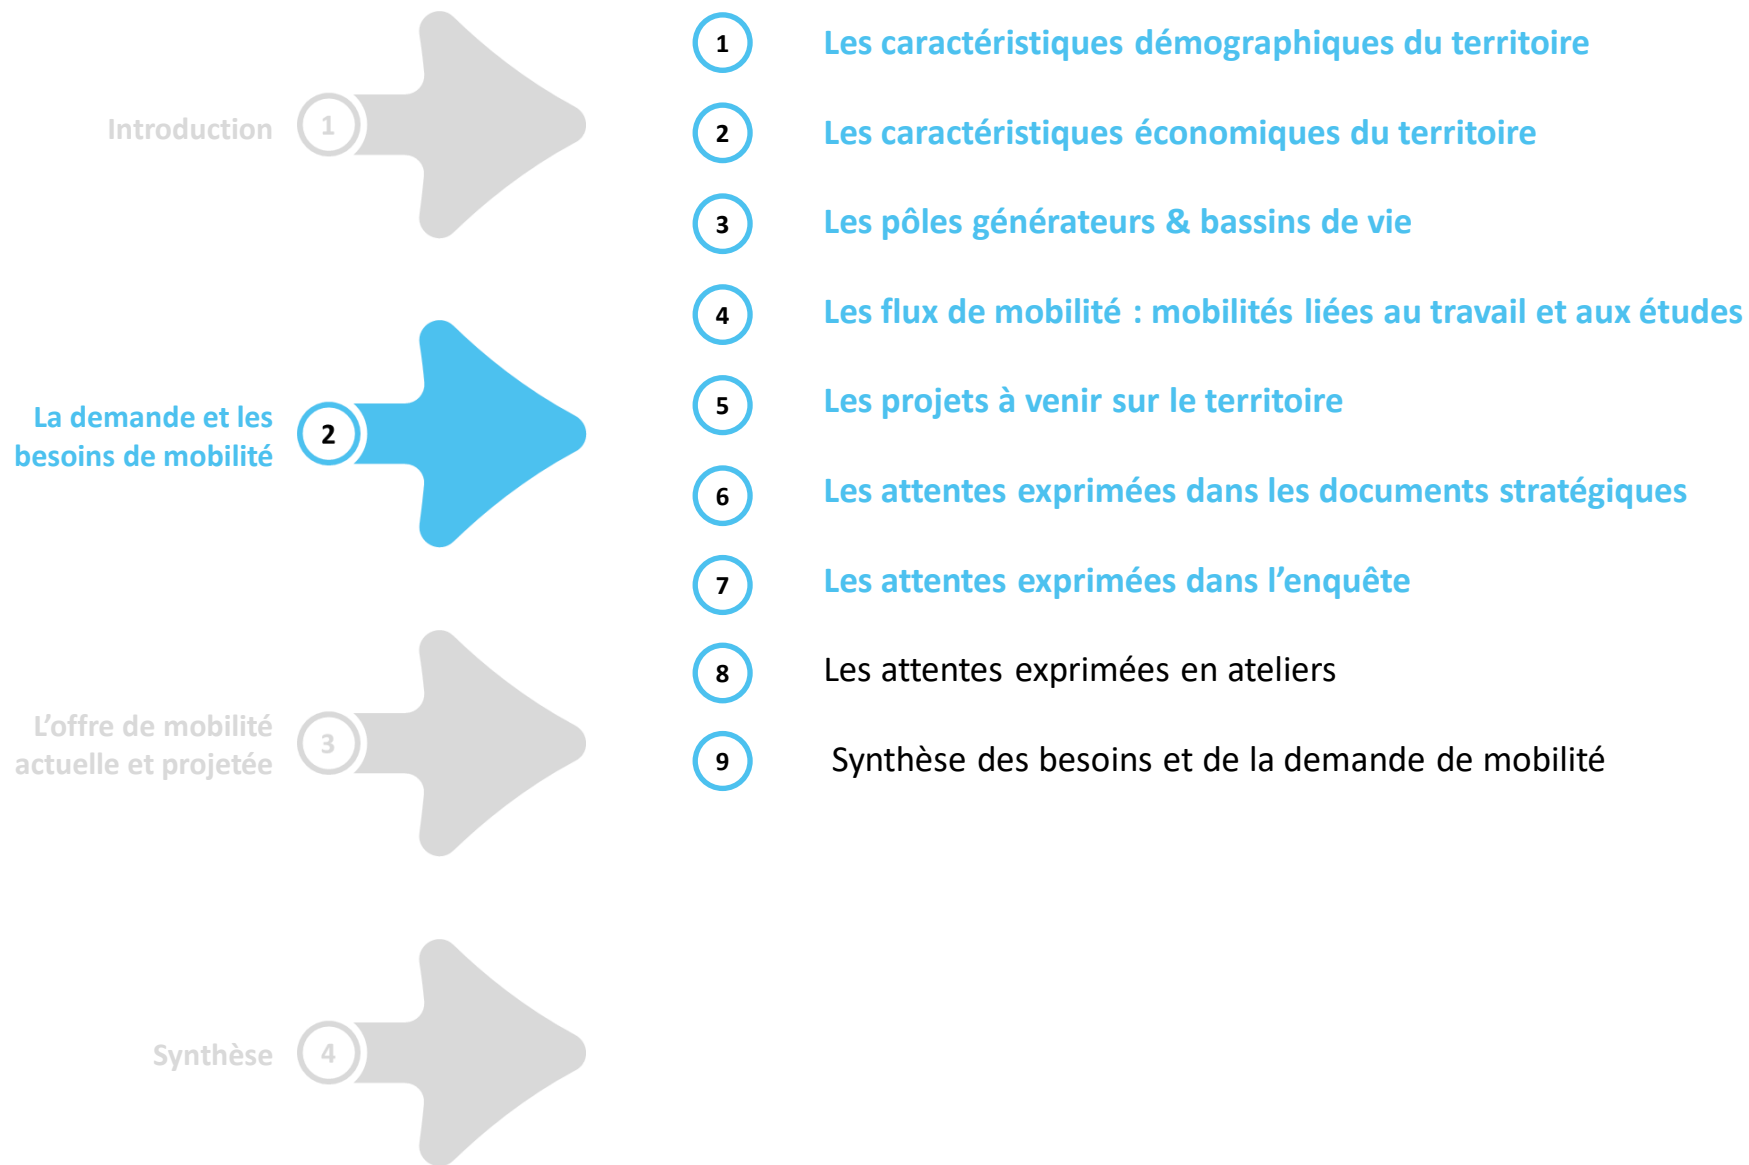 Introduction
1
La demande et les
besoins de mobilité
2
L’offre de mobilité
actuelle et projetée
3
Synthèse
4
1 Les caractéristiques démographiques du territoire
2 Les caractéristiques économiques du territoire
3 Les pôles générateurs & bassins de vie
4 Les flux de mobilité : mobilités liées au travail et aux études
5 Les projets à venir sur le territoire
6 Les attentes exprimées dans les documents stratégiques
7 Les attentes exprimées dans l’enquête
8 Les attentes exprimées en ateliers
9 Synthèse des besoins et de la demande de mobilité